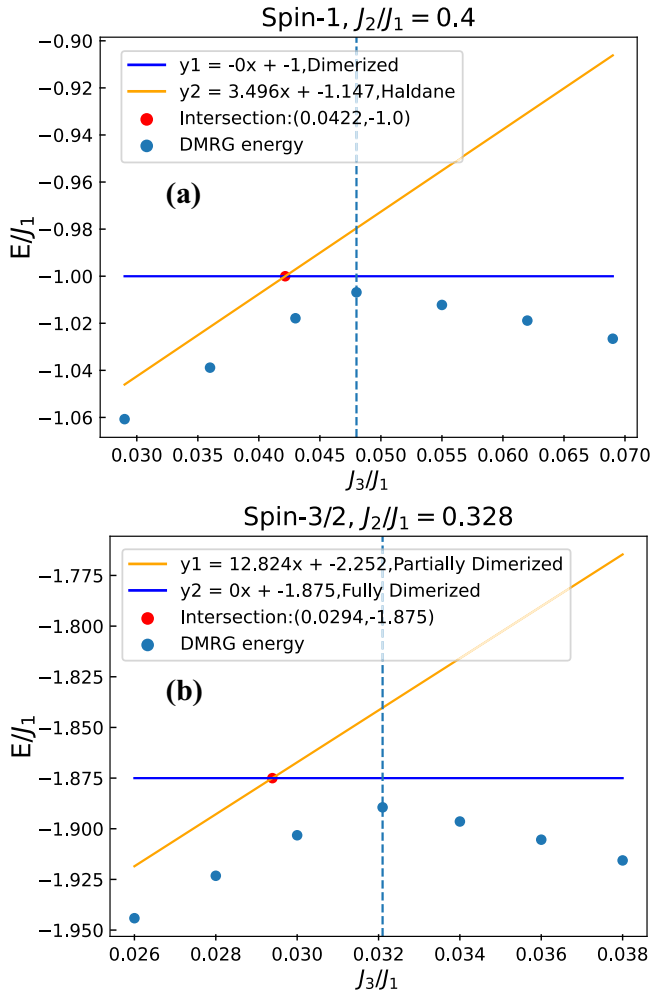 Spin-1, J₂/J₁ = 0.4
y1 = -0x + -1,Dimerized
y2 = 3.496x + -1.147,Haldane
Intersection:(0.0422,-1.0)
DMRG energy
(a)
E/J₁
−0.90
−0.92
−0.94
−0.96
−0.98
−1.00
−1.02
−1.04
−1.06
0.030 0.035 0.040 0.045 0.050 0.055 0.060 0.065 0.070
J₃/J₁
Spin-3/2, J₂/J₁ = 0.328
y1 = 12.824x + -2.252,Partially Dimerized
y2 = 0x + -1.875,Fully Dimerized
Intersection:(0.0294,-1.875)
DMRG energy
(b)
E/J₁
−1.775
−1.800
−1.825
−1.850
−1.875
−1.900
−1.925
−1.950
0.026 0.028 0.030 0.032 0.034 0.036 0.038
J₃/J₁